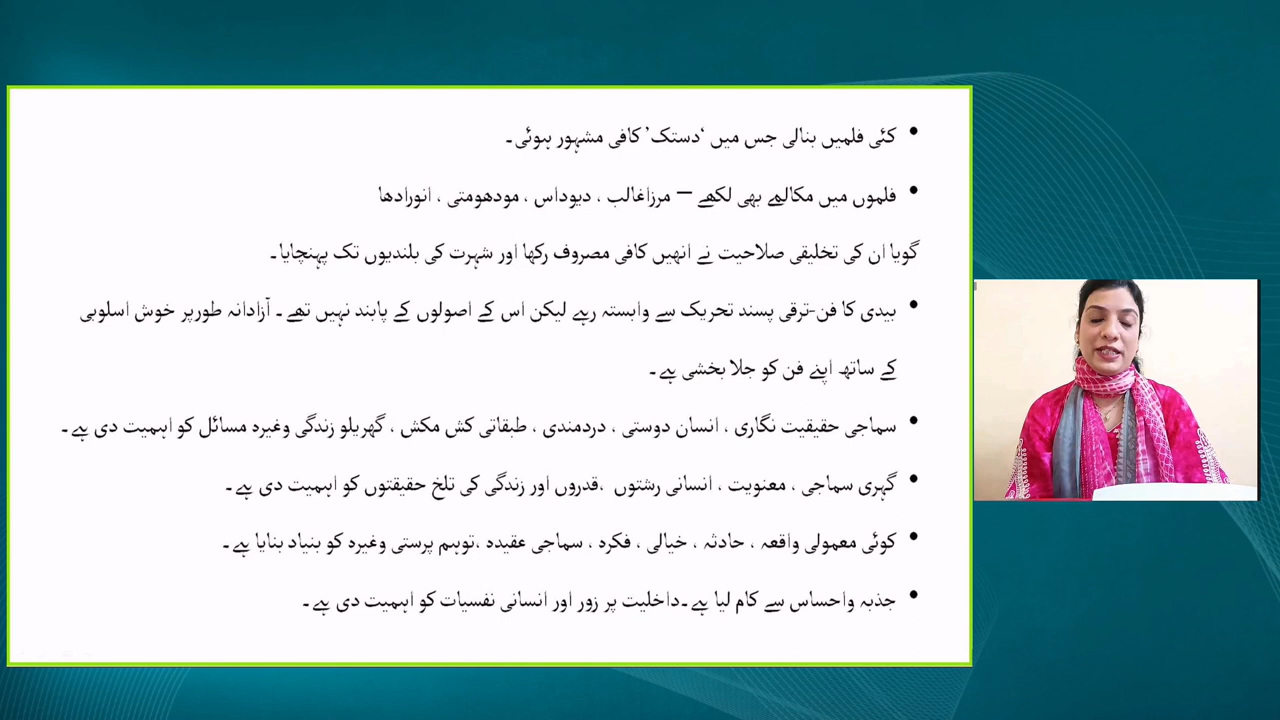 • کئی فلمیں بنالی جس میں ‘دستک’ کافی مشہور ہوئی۔
• فلموں میں مکالمے بھی لکھے – مرزاغالب ، دیوداس ، مودھومتی ، انورادھا
گویا ان کی تخلیقی صلاحیت نے انھیں کافی مصروف رکھا اور شہرت کی بلندیوں تک پہنچایا۔
• بیدی کا فن-ترقی پسند تحریک سے وابستہ رہے لیکن اس کے اصولوں کے پابند نہیں تھے۔ آزادانہ طورپر خوش اسلوبی
کے ساتھ اپنے فن کو جلا بخشی ہے۔
• سماجی حقیقیت نگاری ، انسان دوستی ، دردمندی ، طبقاتی کش مکش ، گھریلو زندگی وغیرہ مسائل کو اہمیت دی ہے۔
• گہری سماجی ، معنویت ، انسانی رشتوں ،قدروں اور زندگی کی تلخ حقیقتوں کو اہمیت دی ہے۔
• کوئی معمولی واقعہ ، حادثہ ، خیالی ، فکرہ ، سماجی عقیدہ ،توہم پرستی وغیرہ کو بنیاد بنایا ہے۔
• جذبہ واحساس سے کام لیا ہے۔داخلیت پر زور اور انسانی نفسیات کو اہمیت دی ہے۔